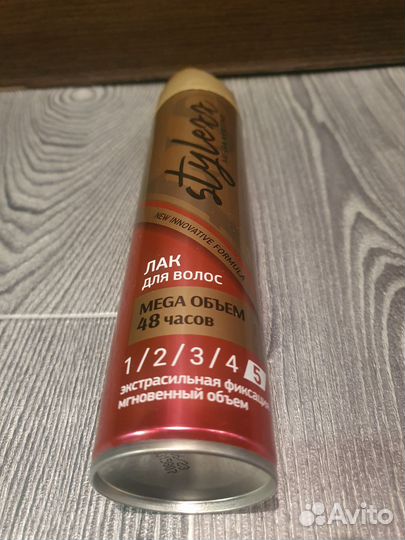 stylexx
NEW INNOVATIVE FORMULA
ЛАК
ДЛЯ ВОЛОС
MEGA ОБЪЕМ
48 часов
1/2/3/4 5
экстрасильная фиксация
мгновенный объем
Avito